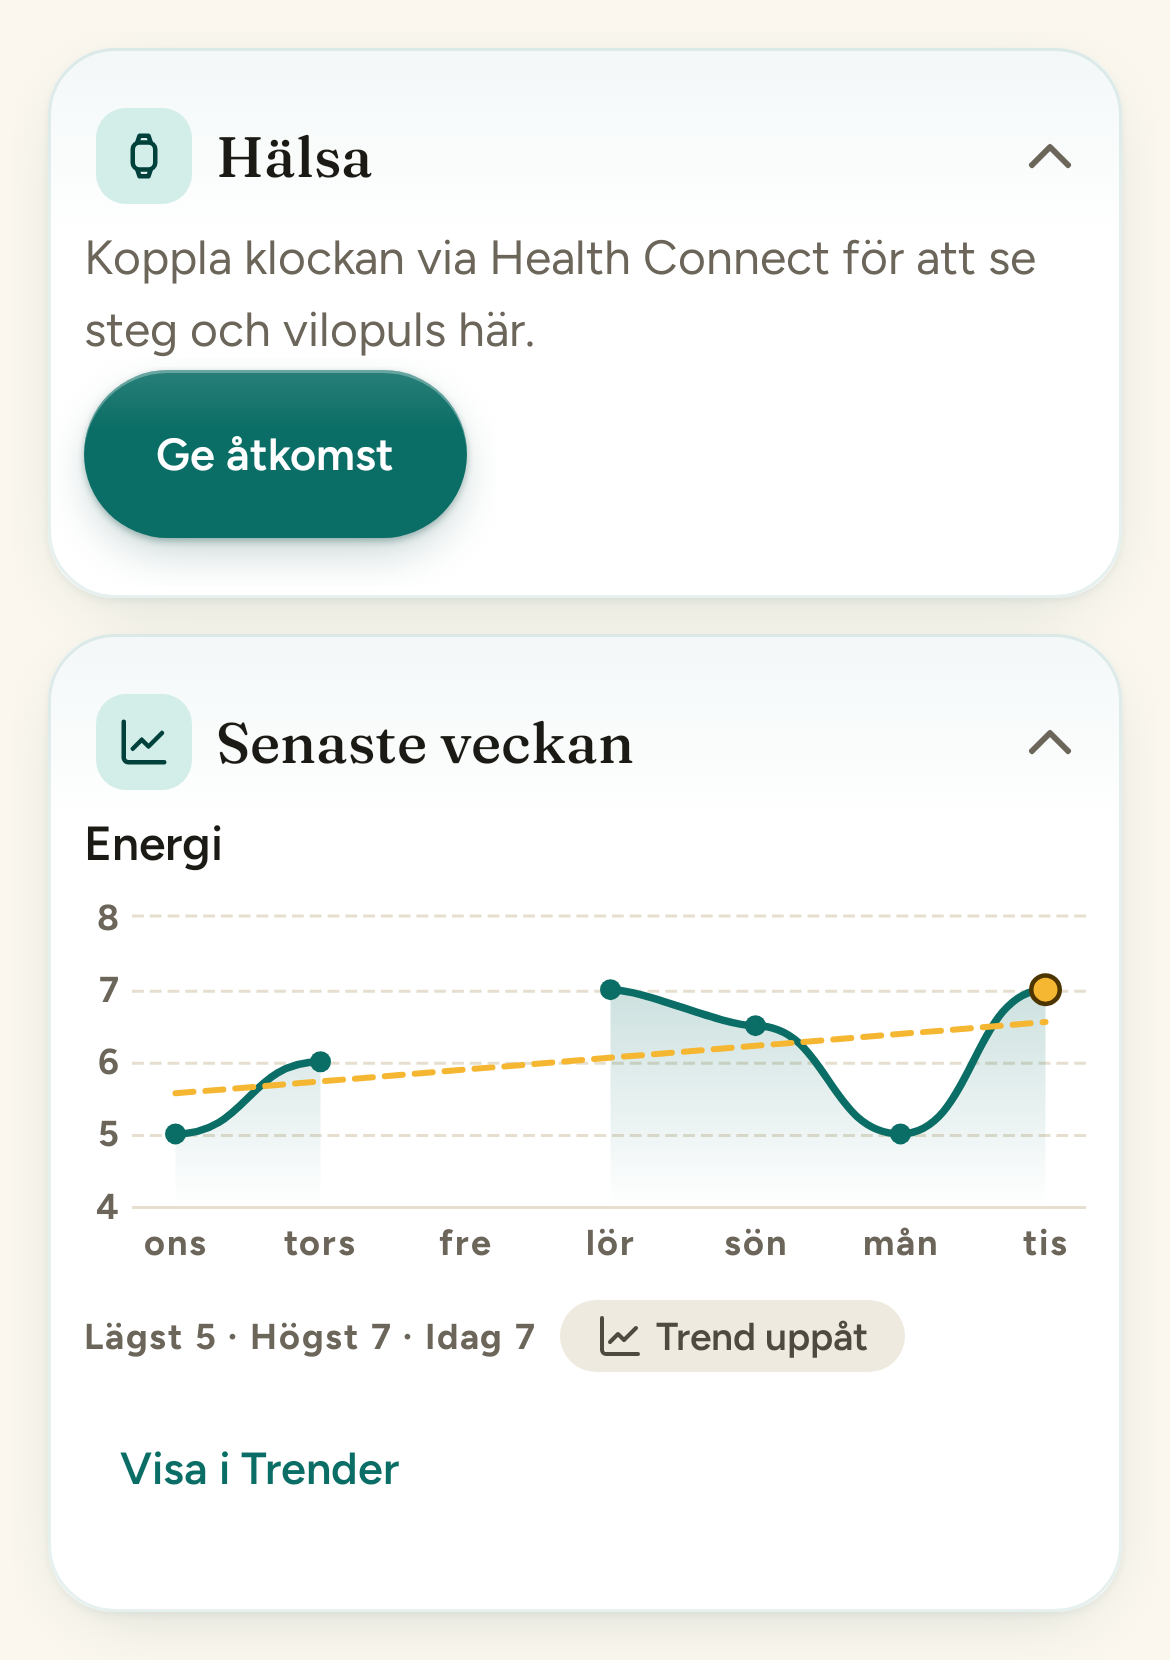 Hälsa
Koppla klockan via Health Connect för att se
steg och vilopuls här.
Ge åtkomst
Senaste veckan
Energi
8
7
6
5
4
ons tors fre lör sön mån tis
Lägst 5 · Högst 7 · Idag 7 Trend uppåt
Visa i Trender